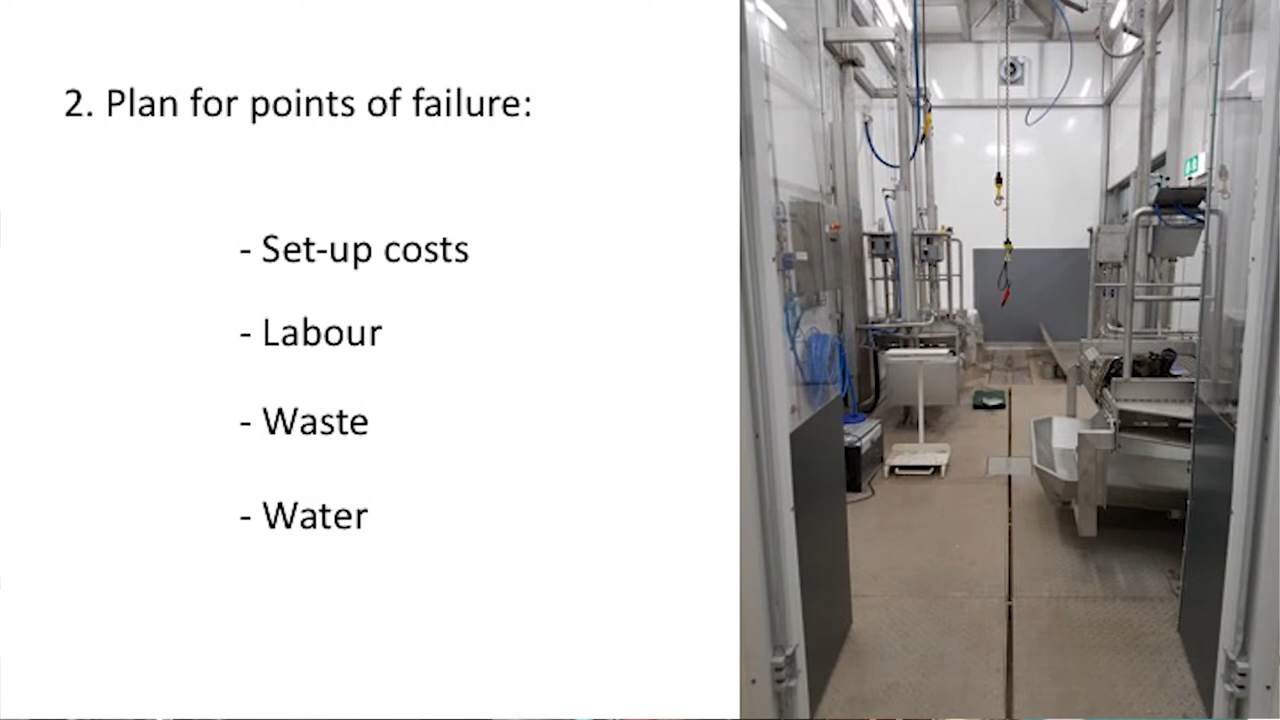 2. Plan for points of failure:
- Set-up costs
- Labour
- Waste
- Water